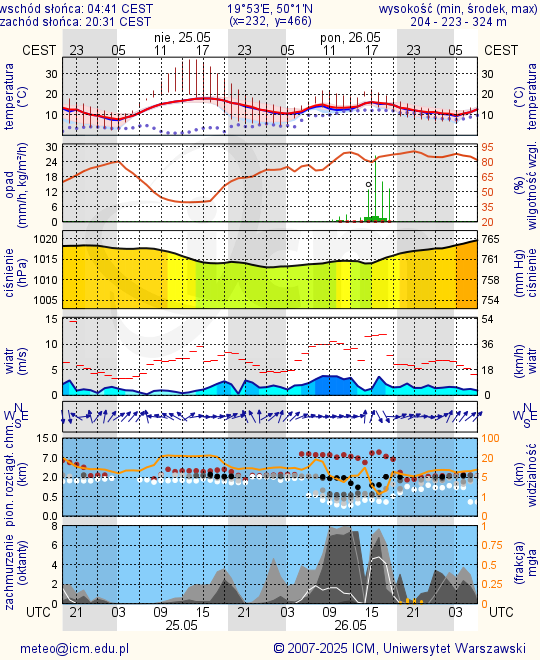 wschód słońca: 04:41 CEST 19°53'E, 50°1'N wysokość (min, środek, max)
zachód słońca: 20:31 CEST (x=232, y=466) 204 - 223 - 324 m
nie, 25.05 pon, 26.05
CEST 23 05 11 17 23 05 11 17 23 05 CEST
temperatura (°C)
30 20 10
30 20 10
temperatura (°C)
opad (mm/h, kg/m²/h)
30 24 18 12 6 0
95 80 65 50 35 20
(%) wilgotność wzgl.
ciśnienie (hPa)
1020 1015 1010 1005
765 761 758 754
(mm Hg) ciśnienie
wiatr (m/s)
15 10 5 0
54 36 18 0
(km/h) wiatr
N W E S
N W E S
pion. rozciągł. chm. (km)
15.0 7.0 2.0 0.5 0.0
100 20 5 1 0
(km) widzialność
zachmurzenie (oktanty)
8 6 4 2 0
1 0.75 0.5 0.25 0
(frakcja) mgła
UTC 21 03 09 15 21 03 09 15 21 03 UTC
25.05 26.05
meteo@icm.edu.pl © 2007-2025 ICM, Uniwersytet Warszawski